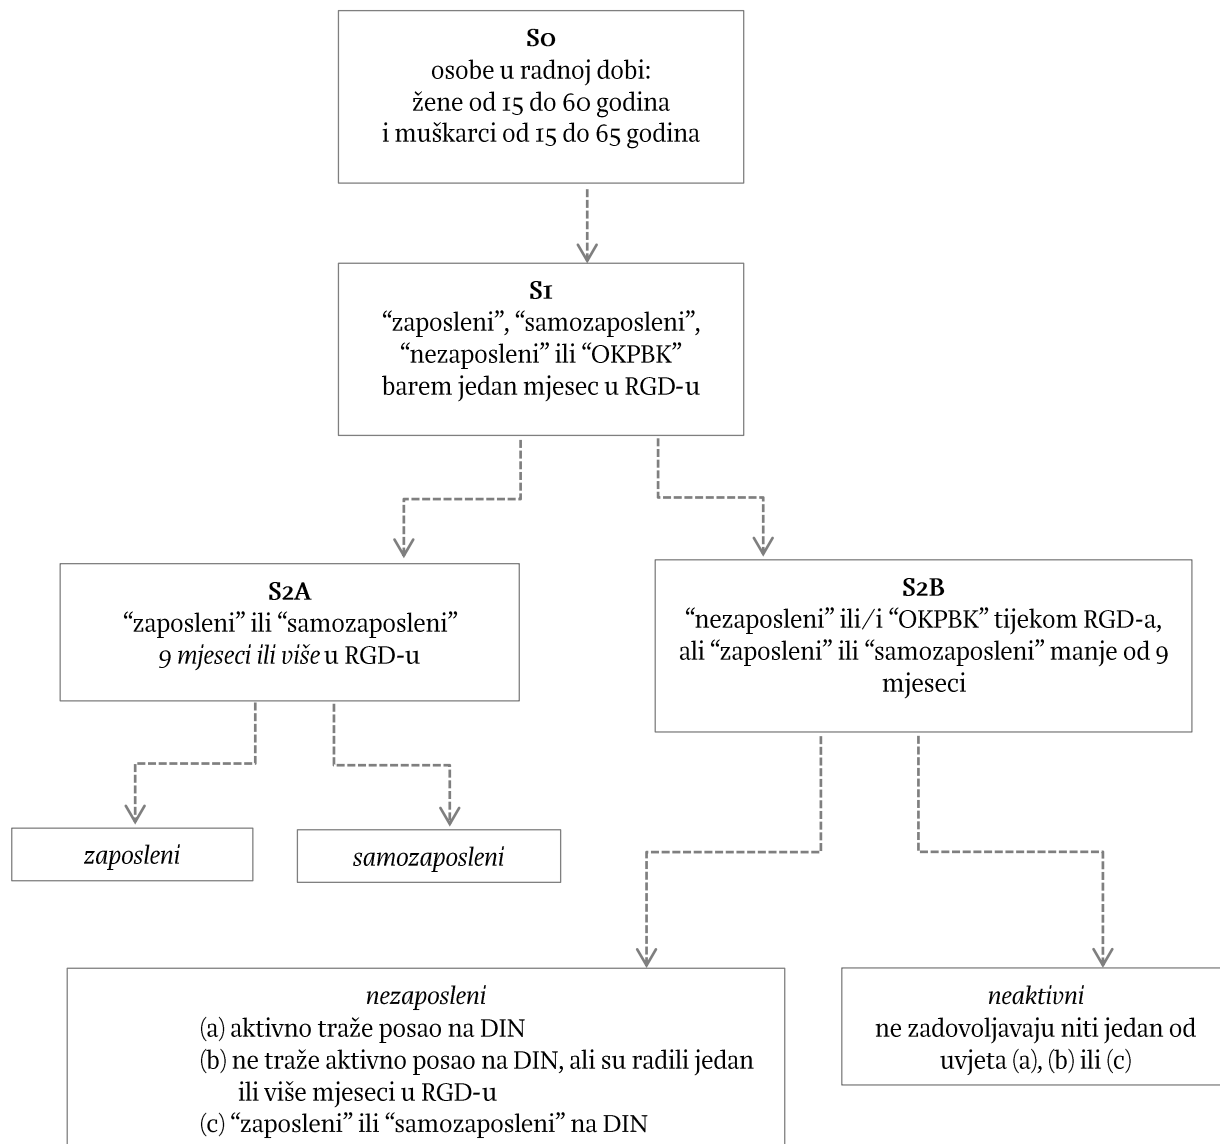 S0
osobe u radnoj dobi:
žene od 15 do 60 godina
i muškarci od 15 do 65 godina
S1
“zaposleni”, “samozaposleni”,
“nezaposleni” ili “OKPBK”
barem jedan mjesec u RGD-u
S2A
“zaposleni” ili “samozaposleni”
9 mjeseci ili više u RGD-u
S2B
“nezaposleni” ili/i “OKPBK” tijekom RGD-a,
ali “zaposleni” ili “samozaposleni” manje od 9
mjeseci
zaposleni
samozaposleni
nezaposleni
(a) aktivno traže posao na DIN
(b) ne traže aktivno posao na DIN, ali su radili jedan
ili više mjeseci u RGD-u
(c) “zaposleni” ili “samozaposleni” na DIN
neaktivni
ne zadovoljavaju niti jedan od
uvjeta (a), (b) ili (c)